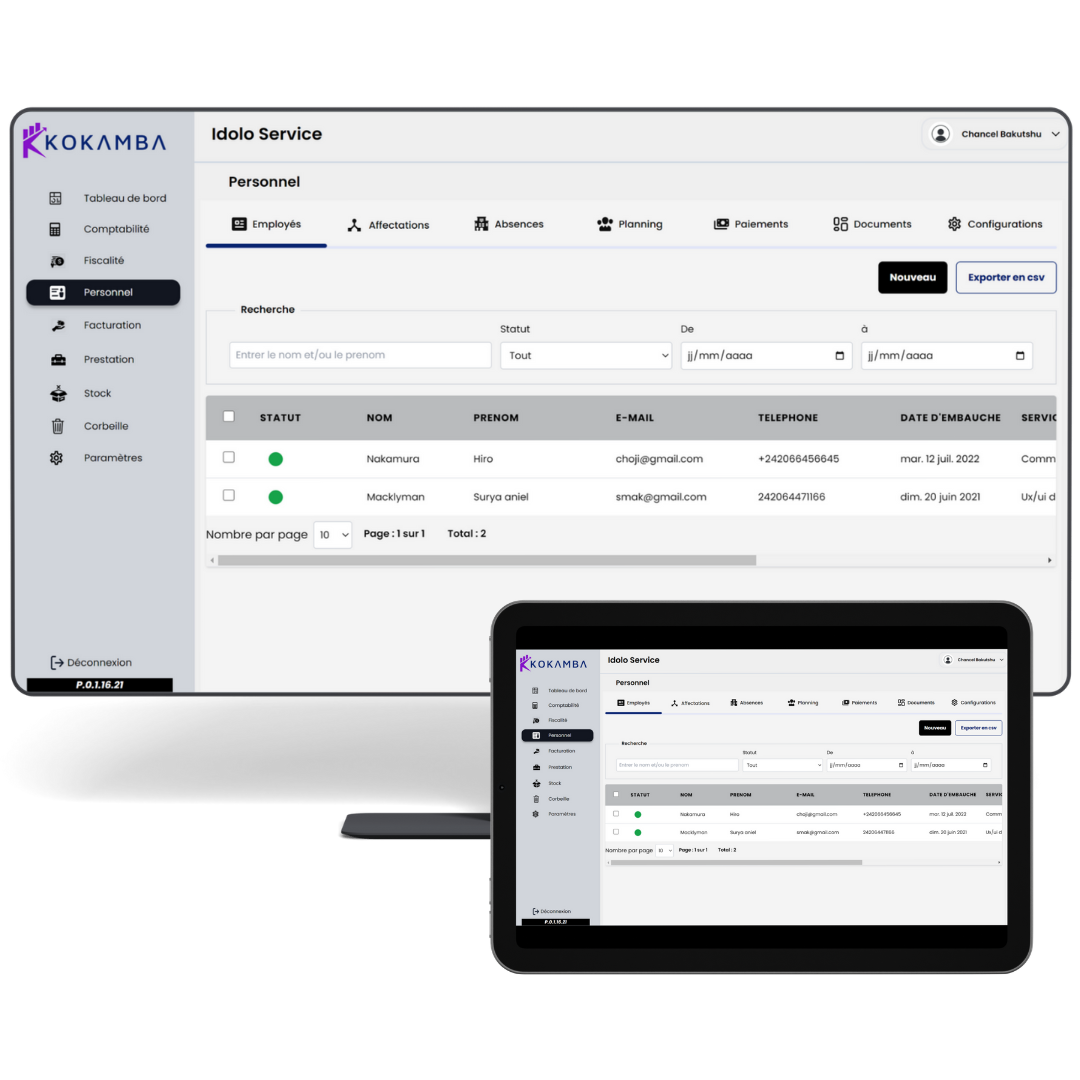 KOKAMBA
Idolo Service
Chancel Bakutshu
Personnel
Tableau de bord
Comptabilité
Fiscalité
Personnel
Facturation
Prestation
Stock
Corbeille
Paramètres
Déconnexion
P.0.1.16.21
Employés Affectations Absences Planning Paiements Documents Configurations
Nouveau Exporter en csv
Recherche
Statut De à
Entrer le nom et/ou le prenom Tout jj/mm/aaaa jj/mm/aaaa
STATUT NOM PRENOM E-MAIL TELEPHONE DATE D'EMBAUCHE SERVIC
Nakamura Hiro choji@gmail.com +242066456645 mar. 12 juil. 2022 Comm
Macklyman Surya aniel smak@gmail.com 242064471166 dim. 20 juin 2021 Ux/ui d
Nombre par page 10 Page : 1 sur 1 Total : 2
KOKAMBA
Idolo Service
Chancel Bakutshu
Personnel
Tableau de bord
Comptabilité
Fiscalité
Personnel
Facturation
Prestation
Stock
Corbeille
Paramètres
Déconnexion
P.0.1.16.21
Employés Affectations Absences Planning Paiements Documents Configurations
Nouveau Exporter en csv
Recherche
Statut De à
Entrer le nom et/ou le prenom Tout jj/mm/aaaa jj/mm/aaaa
STATUT NOM PRENOM E-MAIL TELEPHONE DATE D'EMBAUCHE SERVIC
Nakamura Hiro choji@gmail.com +242066456645 mar. 12 juil. 2022 Comm
Macklyman Surya aniel smak@gmail.com 242064471166 dim. 20 juin 2021 Ux/ui d
Nombre par page 10 Page : 1 sur 1 Total : 2